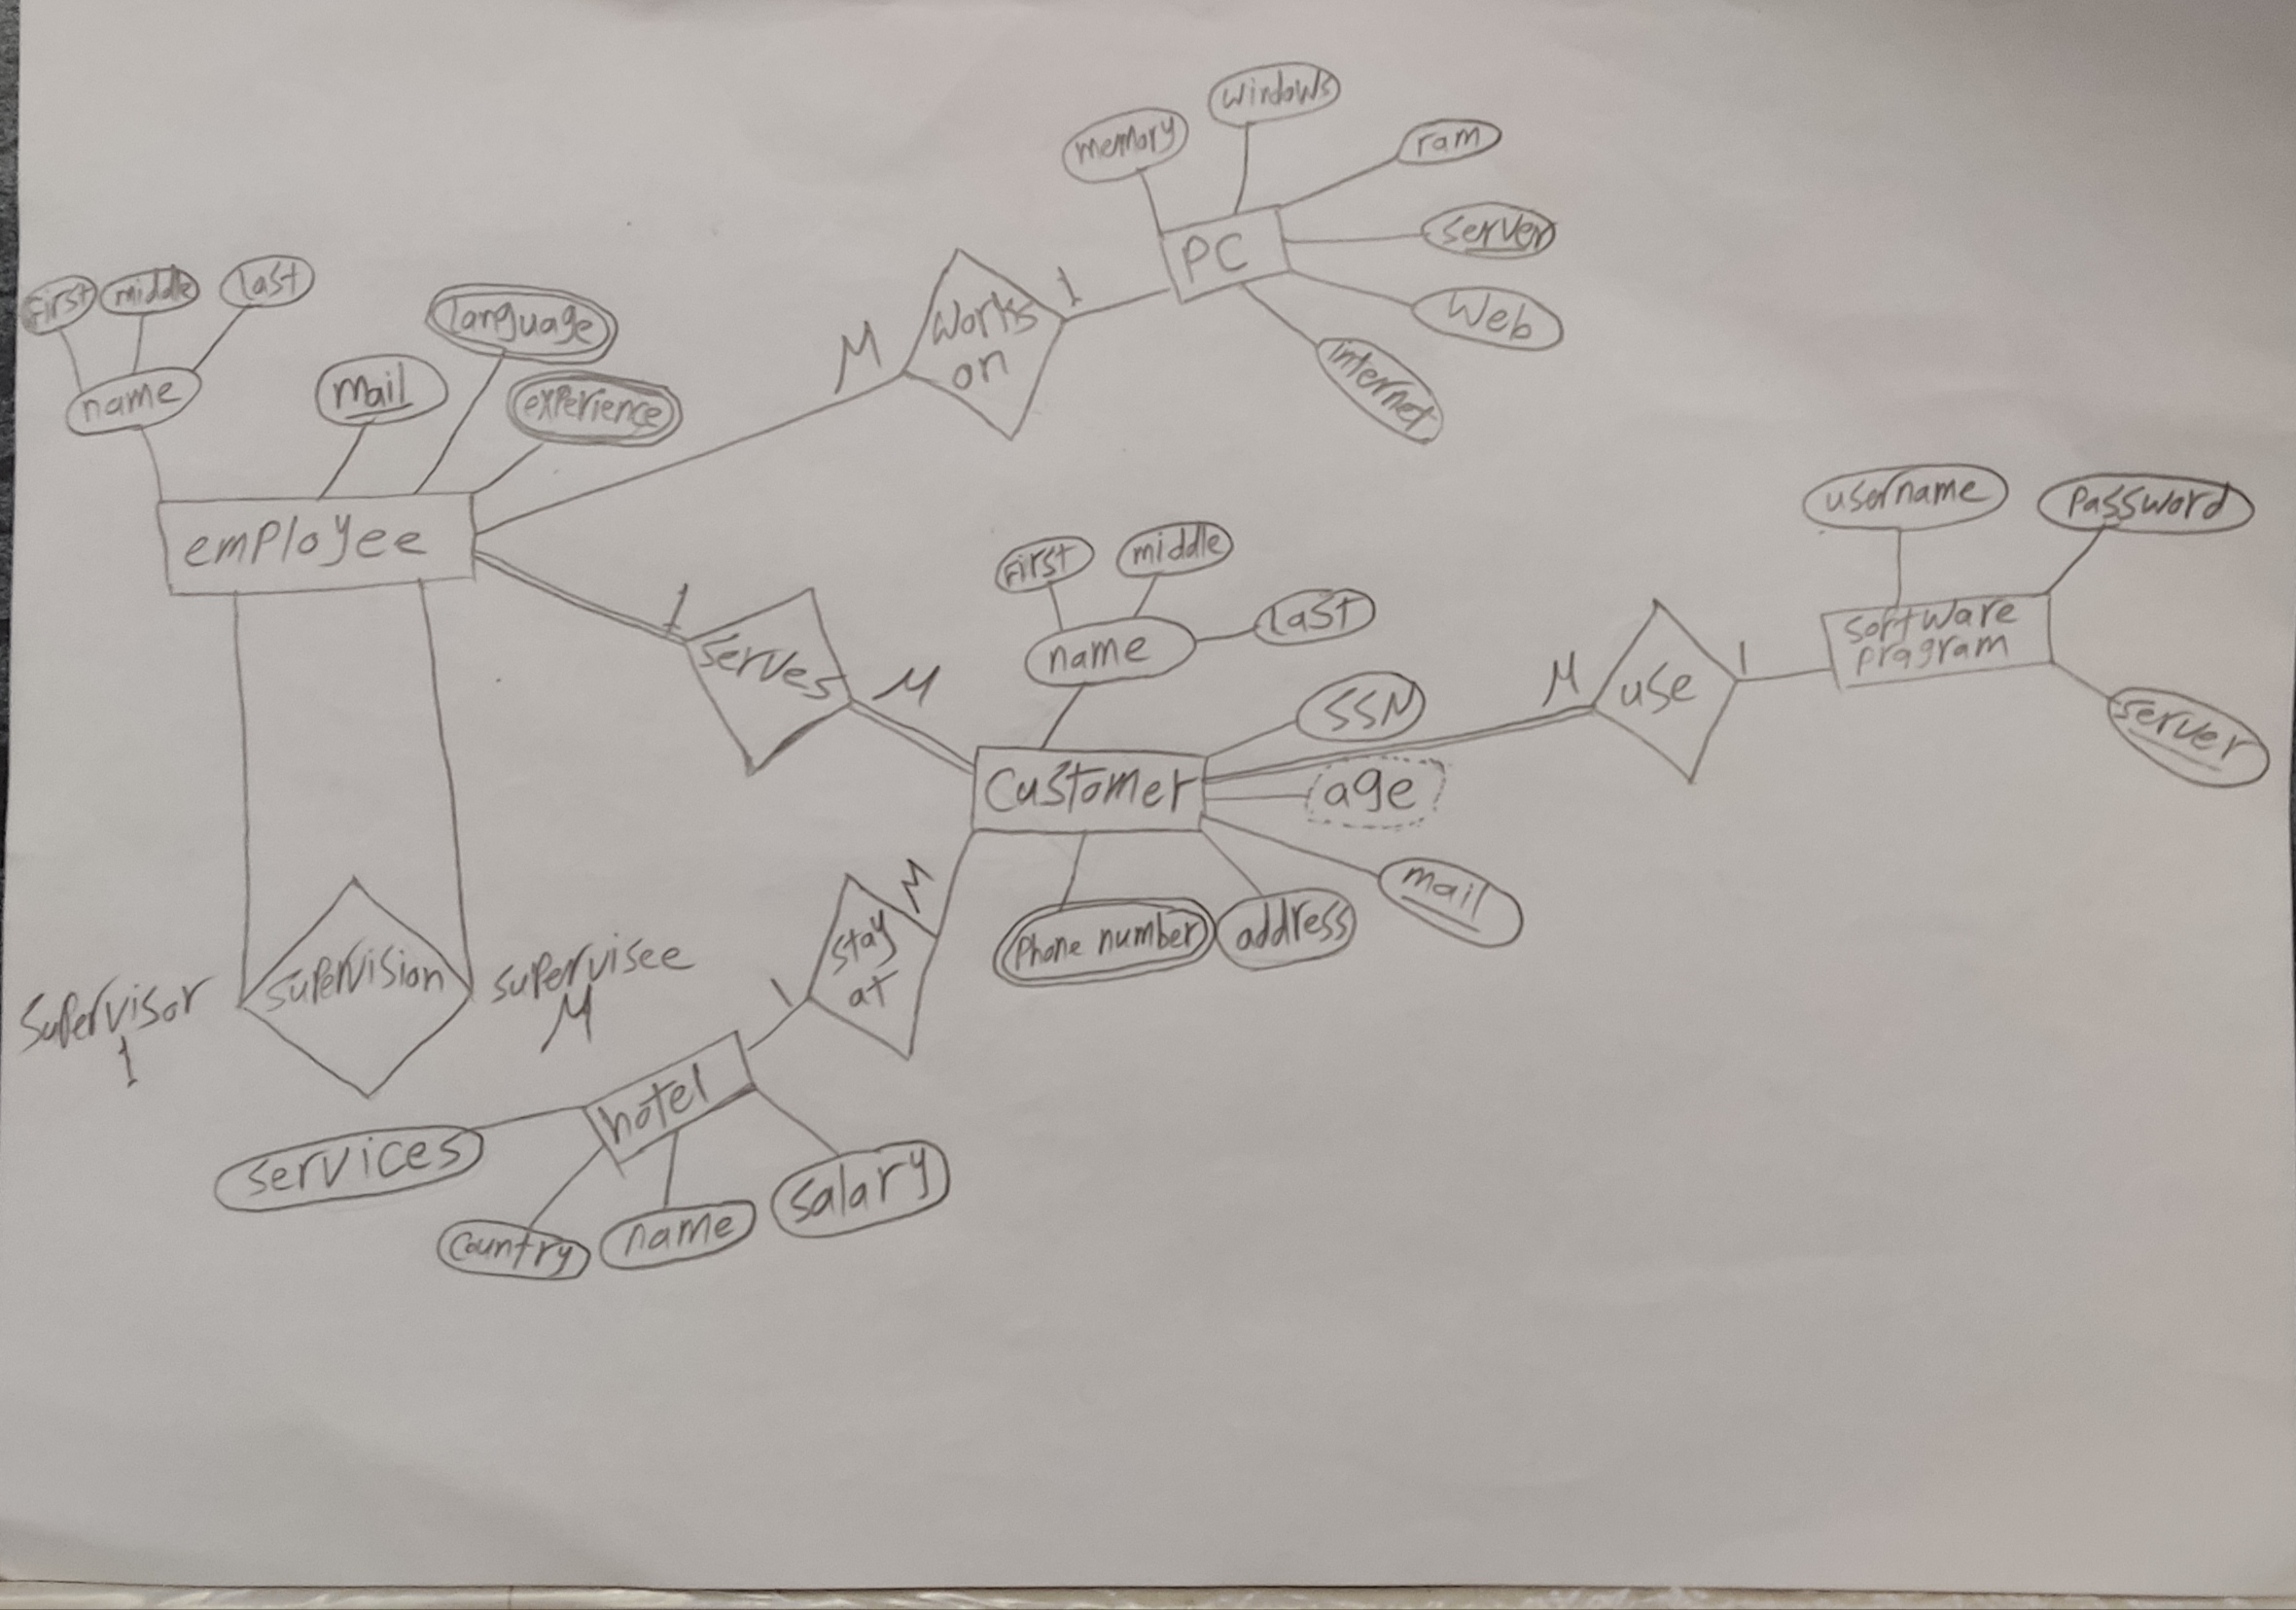 windows
memory
ram
server
PC
Web
internet
Works
on
1
M
First
middle
last
name
mail
language
experience
employee
username
Password
software
program
server
use
1
M
First
middle
last
name
1
serves
M
SSN
Customer
age
mail
Phone number
address
M
stay
at
1
supervision
supervisee
M
Supervisor
1
hotel
services
Country
name
Salary